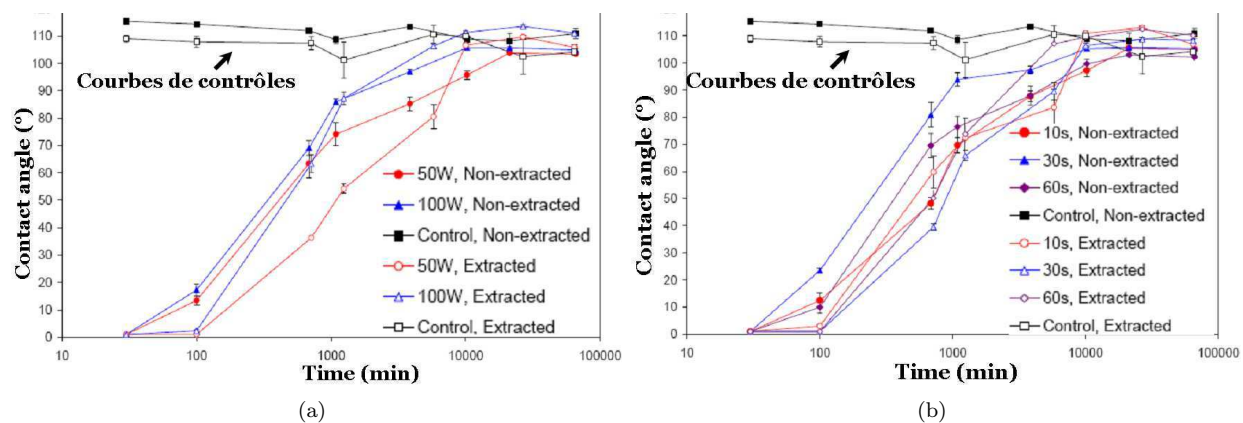 110
100
90
80
70
60
50
40
30
20
10
0
Contact angle (°)
Courbes de contrôles
50W, Non-extracted
100W, Non-extracted
Control, Non-extracted
50W, Extracted
100W, Extracted
Control, Extracted
10 100 1000 10000 100000
Time (min)
(a)
110
100
90
80
70
60
50
40
30
20
10
0
Contact angle (°)
Courbes de contrôles
10s, Non-extracted
30s, Non-extracted
60s, Non-extracted
Control, Non-extracted
10s, Extracted
30s, Extracted
60s, Extracted
Control, Extracted
10 100 1000 10000 100000
Time (min)
(b)